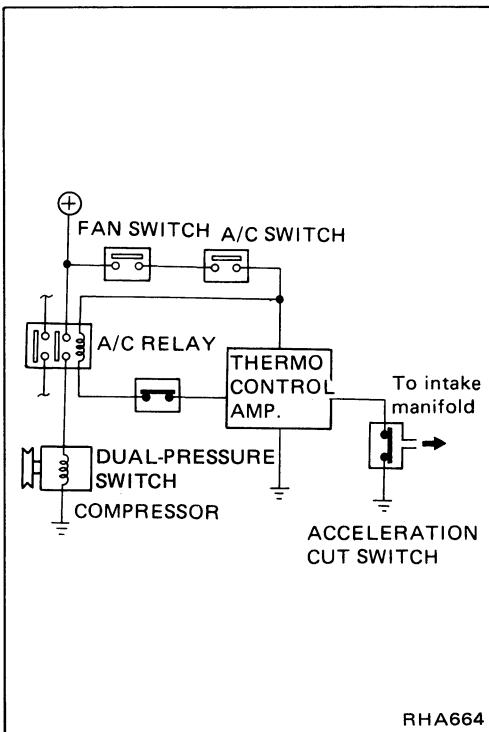 FAN SWITCH
A/C SWITCH
A/C RELAY
THERMO
CONTROL
AMP.
To intake
manifold
DUAL-PRESSURE
SWITCH
COMPRESSOR
ACCELERATION
CUT SWITCH
RHA664